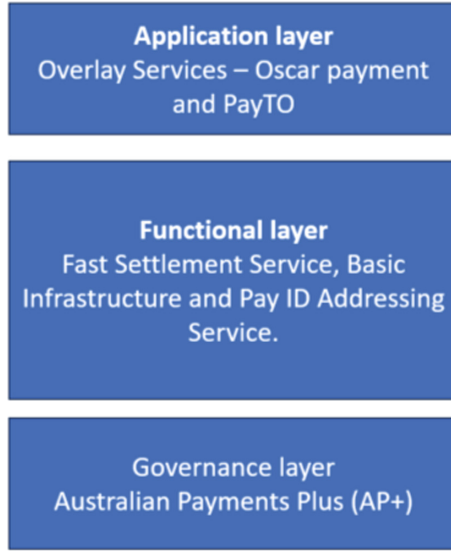 Application layer
Overlay Services – Oscar payment
and PayTO
Functional layer
Fast Settlement Service, Basic
Infrastructure and Pay ID Addressing
Service.
Governance layer
Australian Payments Plus (AP+)